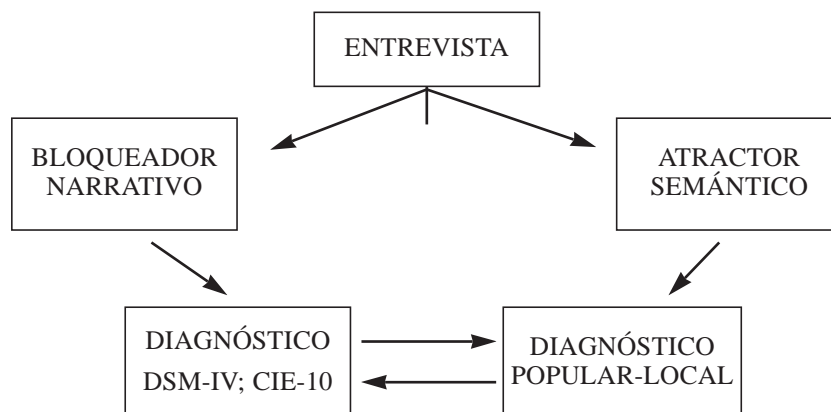 ENTREVISTA
BLOQUEADOR
NARRATIVO
ATRACTOR
SEMÁNTICO
DIAGNÓSTICO
DSM-IV; CIE-10
DIAGNÓSTICO
POPULAR-LOCAL